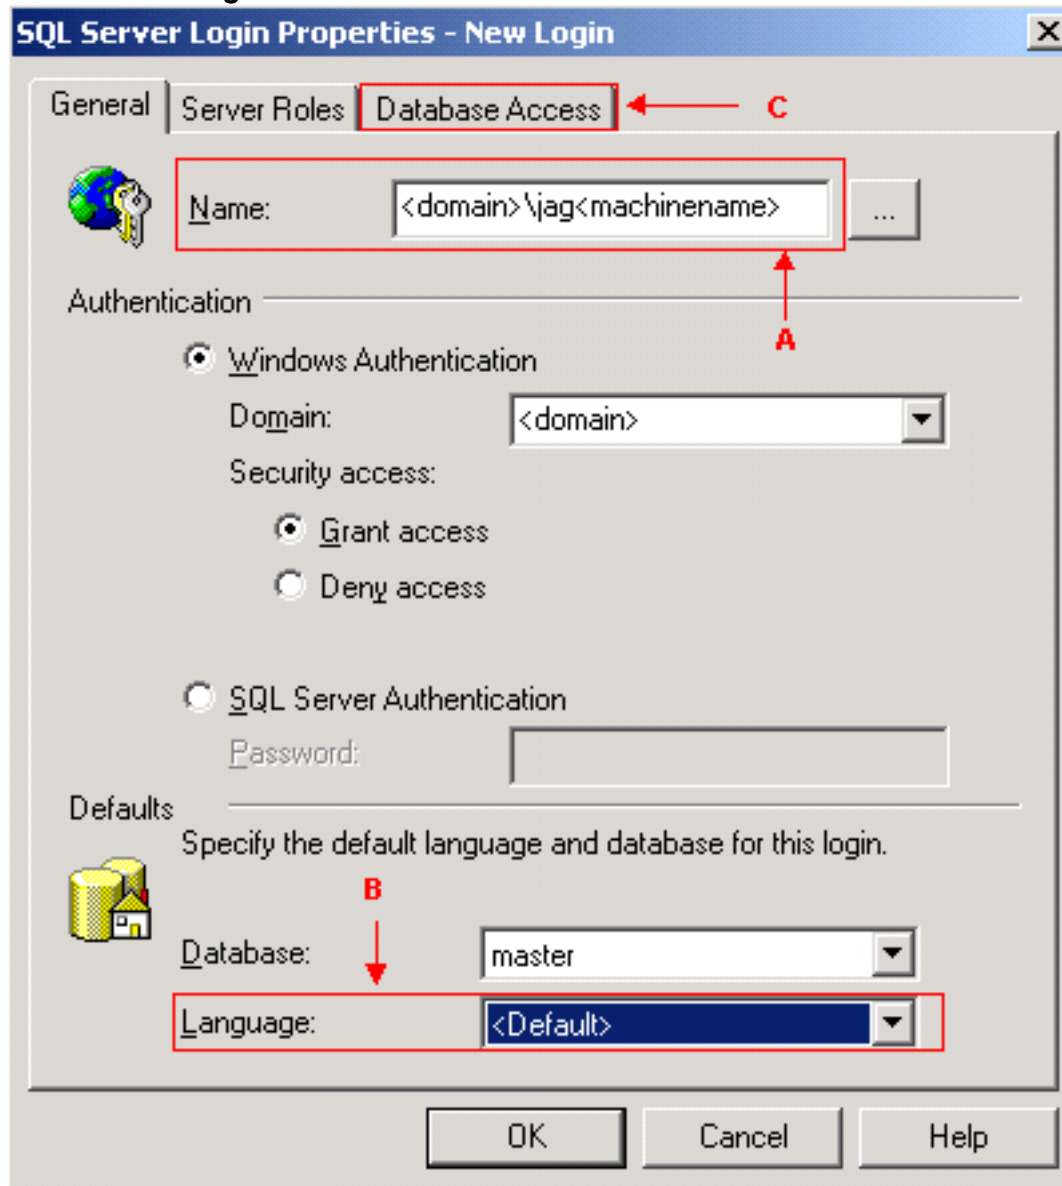 SQL Server Login Properties - New Login
General
Server Roles
Database Access
C
Name:
<domain>\jag<machinename>
...
A
Authentication
Windows Authentication
Domain:
<domain>
Security access:
Grant access
Deny access
SQL Server Authentication
Password:
Defaults
Specify the default language and database for this login.
B
Database:
master
Language:
<Default>
OK
Cancel
Help